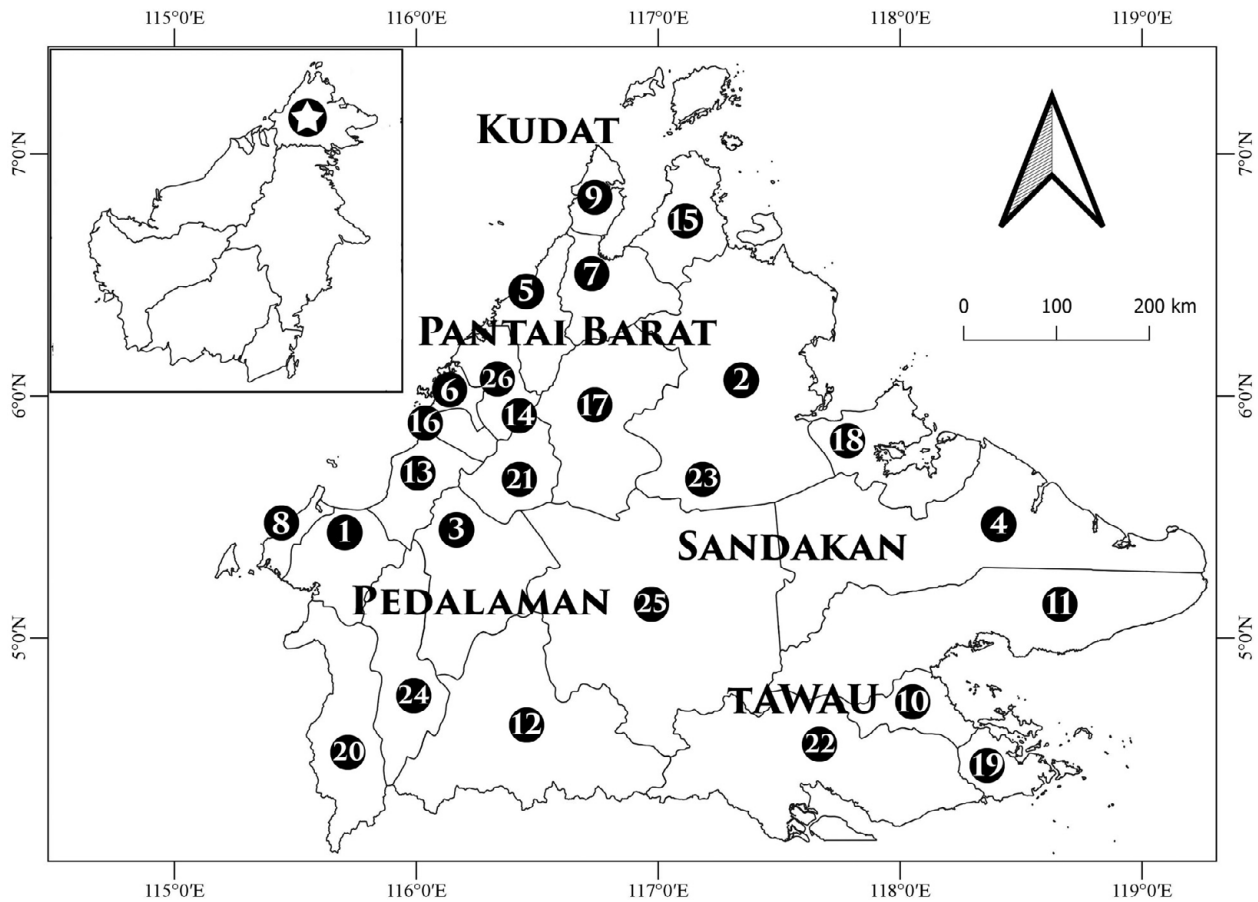 115°0'E 116°0'E 117°0'E 118°0'E 119°0'E
7°0'N
6°0'N
5°0'N
KUDAT
9
15
7
5
PANTAI BARAT
0 100 200 km
2
26
6
17
14
16
18
13
21
23
8
1
3
4
SANDAKAN
PEDALAMAN
25
11
24
TAWAU
10
12
22
20
19
7°0'N
6°0'N
5°0'N
115°0'E 116°0'E 117°0'E 118°0'E 119°0'E